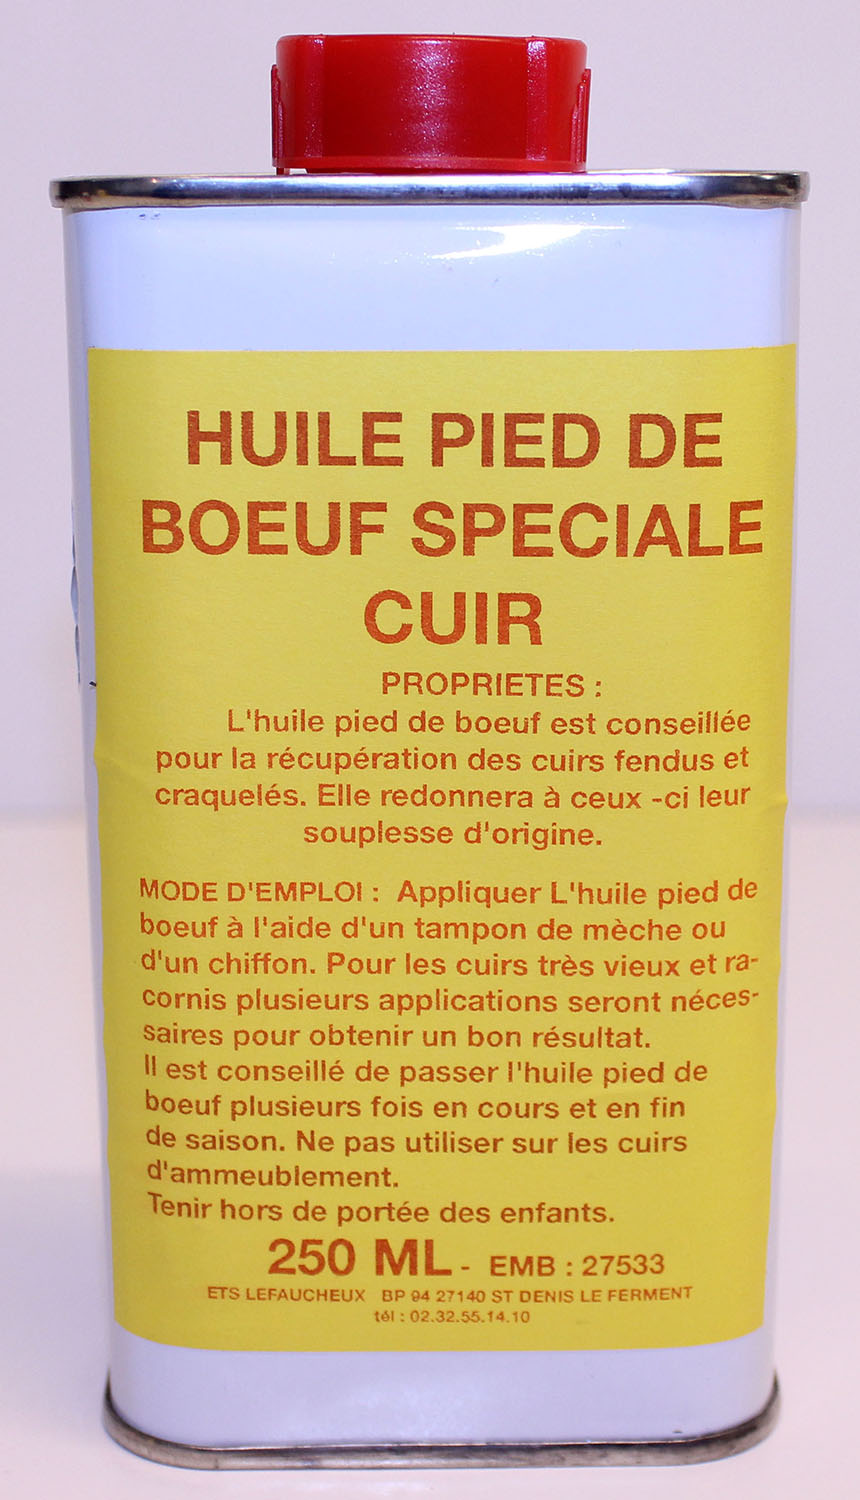 HUILE PIED DE
BOEUF SPECIALE
CUIR
PROPRIETES :
L'huile pied de boeuf est conseillée
pour la récupération des cuirs fendus et
craquelés. Elle redonnera à ceux -ci leur
souplesse d'origine.
MODE D'EMPLOI : Appliquer L'huile pied de
boeuf à l'aide d'un tampon de mèche ou
d'un chiffon. Pour les cuirs très vieux et ra-
cornis plusieurs applications seront néces-
saires pour obtenir un bon résultat.
Il est conseillé de passer l'huile pied de
boeuf plusieurs fois en cours et en fin
de saison. Ne pas utiliser sur les cuirs
d'ammeublement.
Tenir hors de portée des enfants.
250 ML - EMB : 27533
ETS LEFAUCHEUX BP 94 27140 ST DENIS LE FERMENT
tél : 02.32.55.14.10